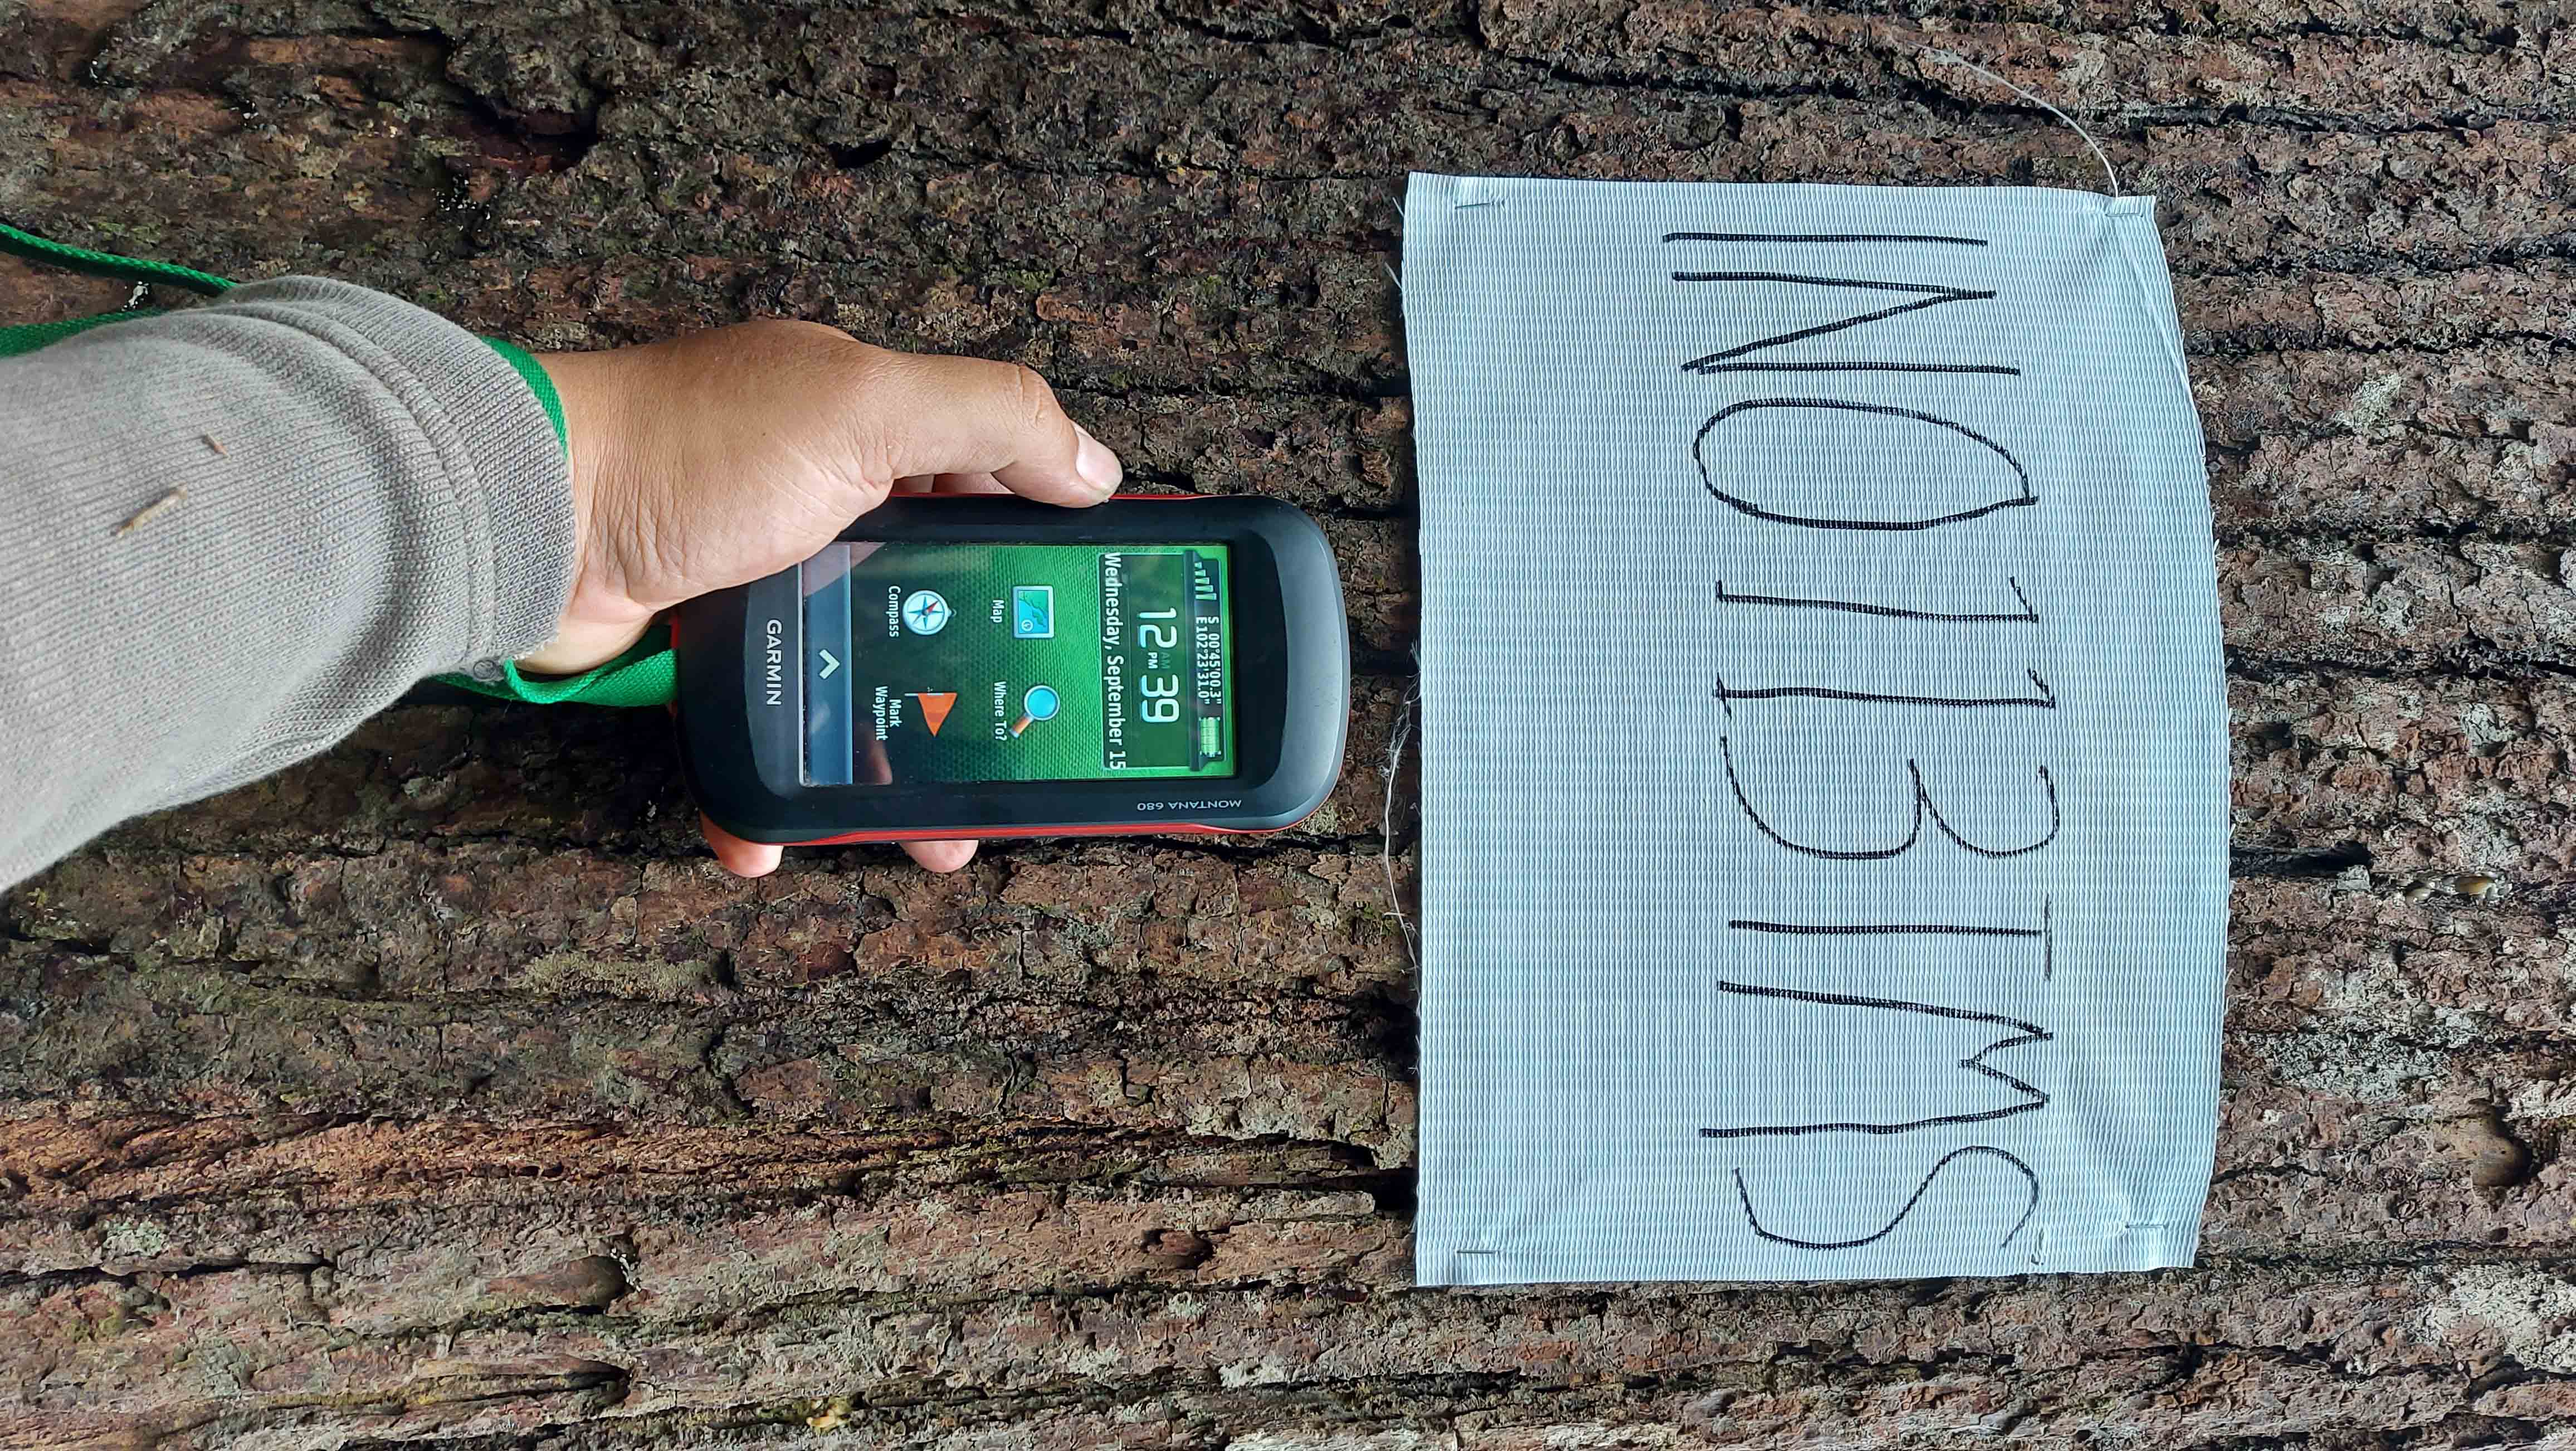 INO113TMS
S 00°45'00.3"
E102°23'31.0"
12 AM PM 39
Wednesday, September 15
Map
Where To?
Compass
Mark
Waypoint
GARMIN
MONTANA 680